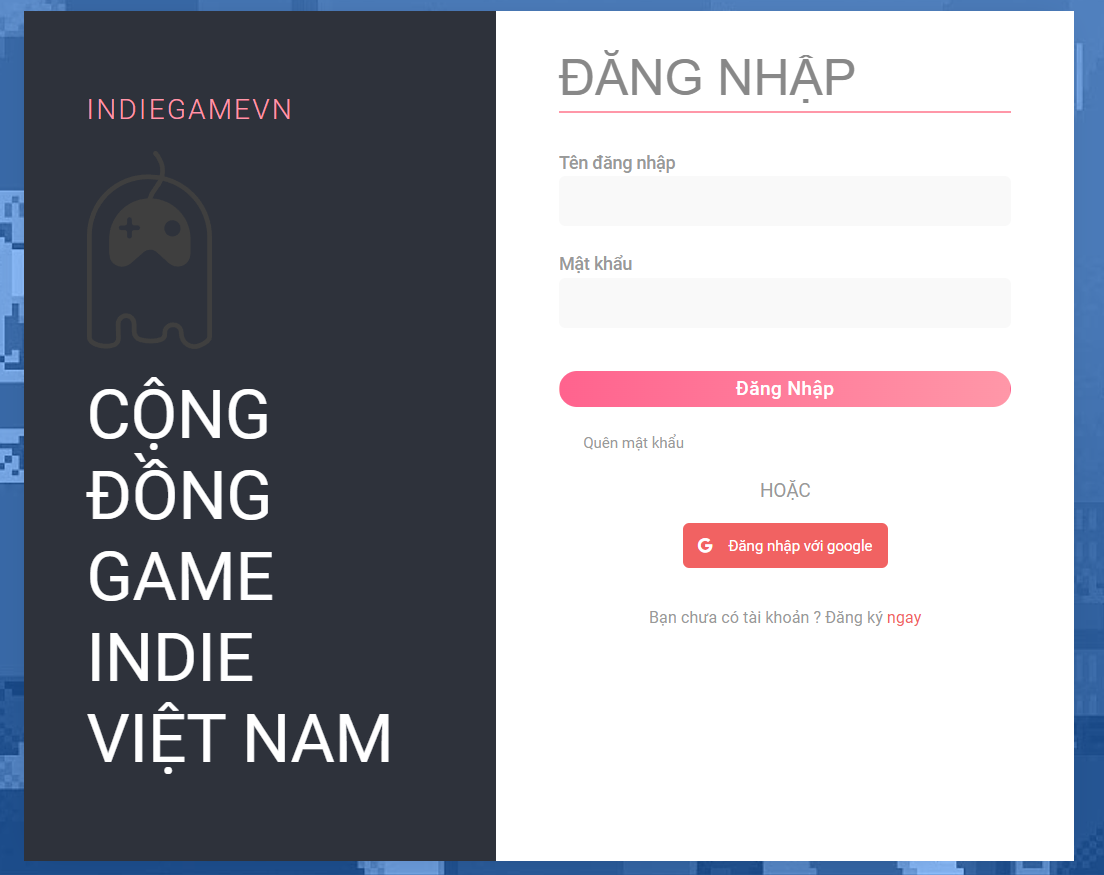 INDIEGAMEVN
CỘNG
ĐỒNG
GAME
INDIE
VIỆT NAM
ĐĂNG NHẬP
Tên đăng nhập
Mật khẩu
Đăng Nhập
Quên mật khẩu
HOẶC
G Đăng nhập với google
Bạn chưa có tài khoản ? Đăng ký ngay